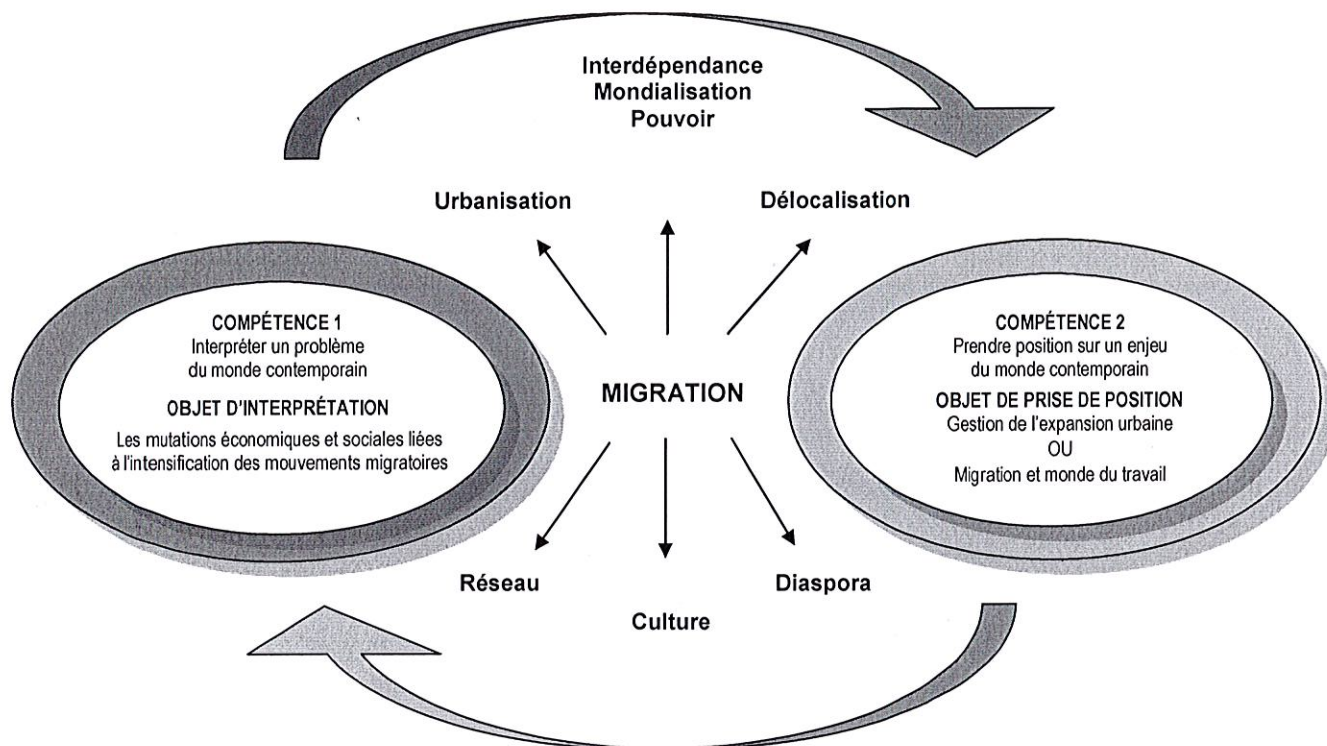 Interdépendance
Mondialisation
Pouvoir
Urbanisation
Délocalisation
COMPÉTENCE 1
Interpréter un problème
du monde contemporain
OBJET D'INTERPRÉTATION
Les mutations économiques et sociales liées
à l'intensification des mouvements migratoires
MIGRATION
COMPÉTENCE 2
Prendre position sur un enjeu
du monde contemporain
OBJET DE PRISE DE POSITION
Gestion de l'expansion urbaine
OU
Migration et monde du travail
Réseau
Diaspora
Culture